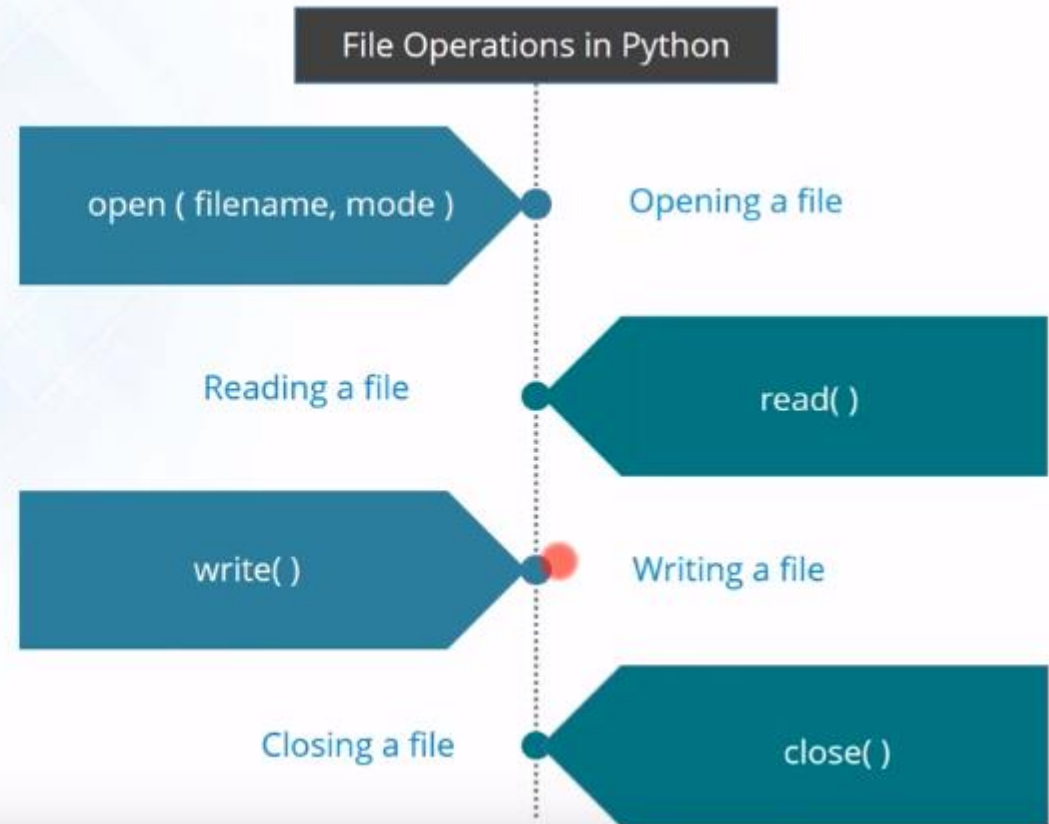 File Operations in Python
open ( filename, mode )
Opening a file
Reading a file
read( )
write( )
Writing a file
Closing a file
close( )